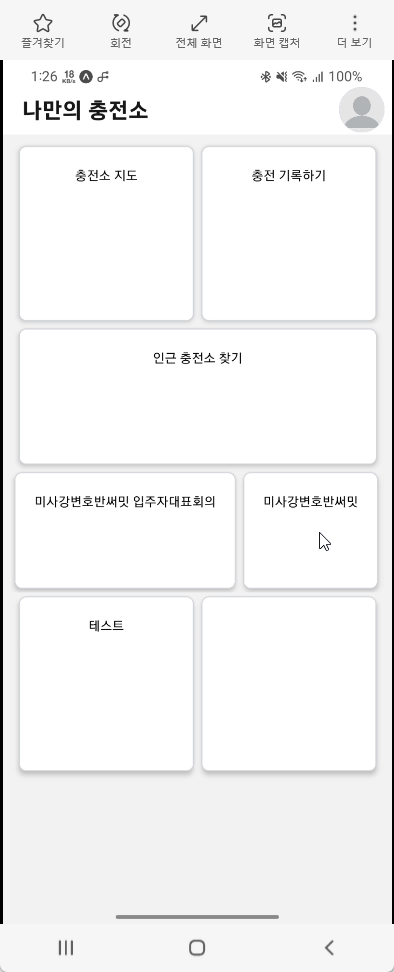 즐겨찾기 회전 전체 화면 화면 캡처 더 보기
1:26 18 KB/s 100%
나만의 충전소
충전소 지도 충전 기록하기
인근 충전소 찾기
미사강변호반써밋 입주자대표회의 미사강변호반써밋
테스트